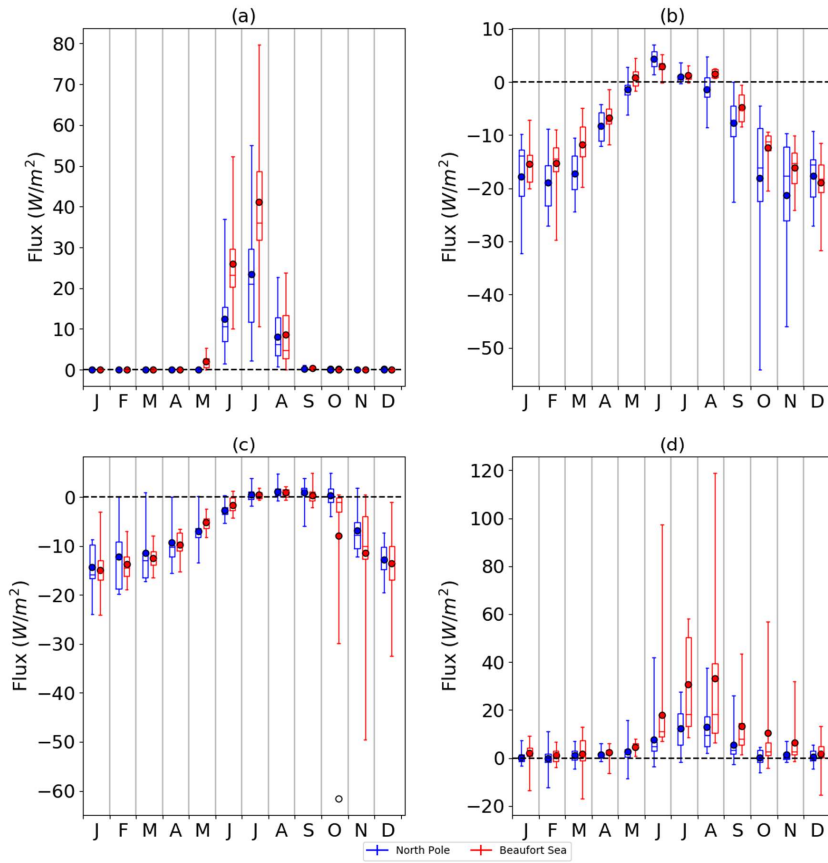 (a)
80
70
60
50
40
30
20
10
0
Flux (W/m²)
J F M A M J J A S O N D
(b)
10
0
−10
−20
−30
−40
−50
Flux (W/m²)
J F M A M J J A S O N D
(c)
0
−10
−20
−30
−40
−50
−60
Flux (W/m²)
J F M A M J J A S O N D
(d)
120
100
80
60
40
20
0
−20
Flux (W/m²)
J F M A M J J A S O N D
North Pole Beaufort Sea